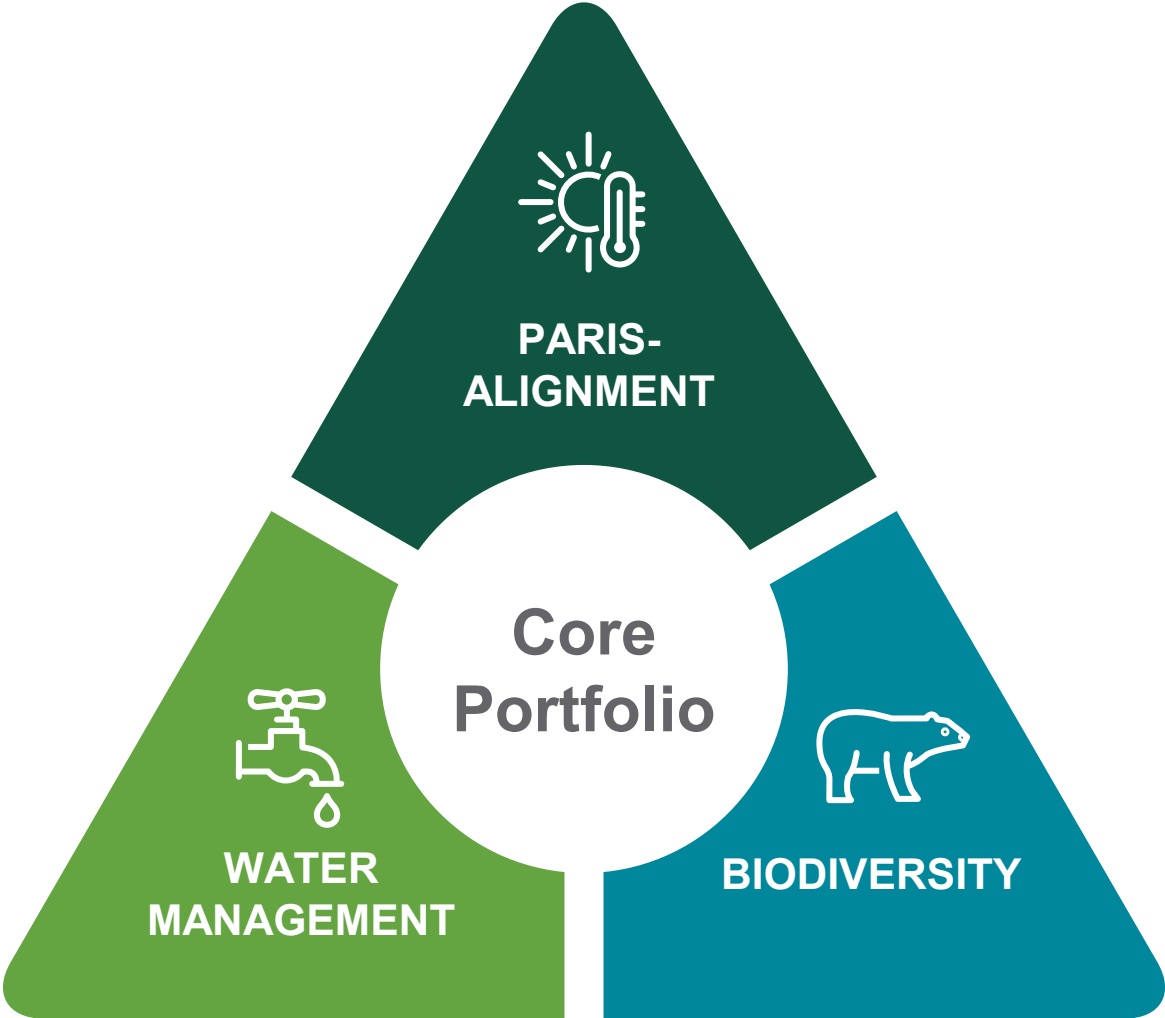 PARIS-
ALIGNMENT
Core
Portfolio
WATER
MANAGEMENT
BIODIVERSITY